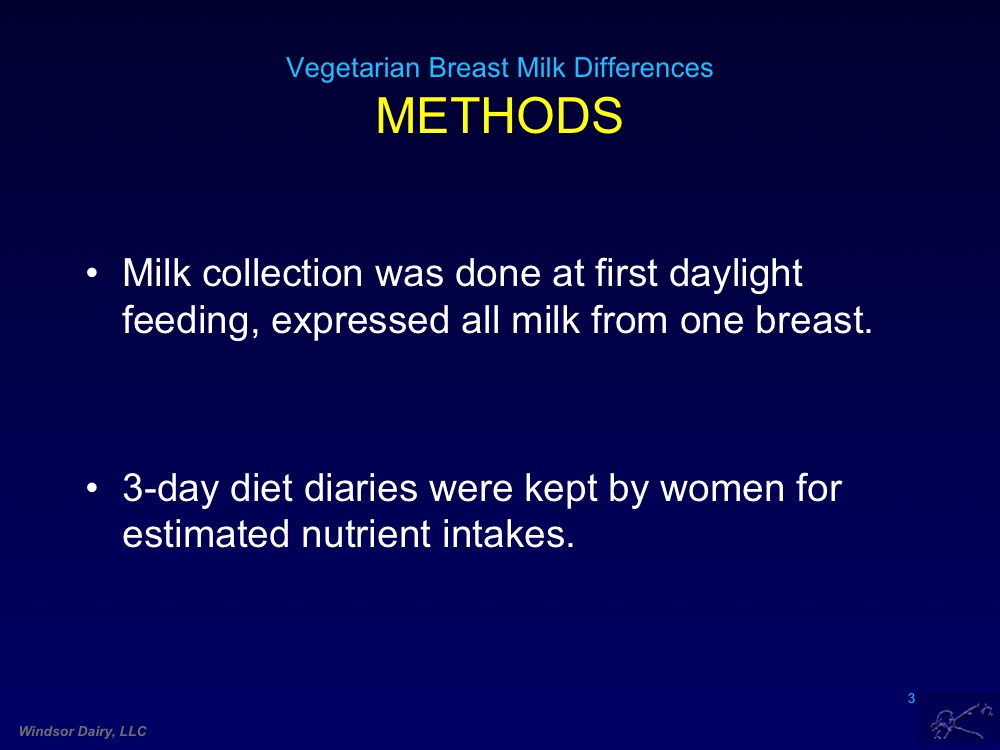 Vegetarian Breast Milk Differences
METHODS
• Milk collection was done at first daylight
feeding, expressed all milk from one breast.
• 3-day diet diaries were kept by women for
estimated nutrient intakes.
3
Windsor Dairy, LLC